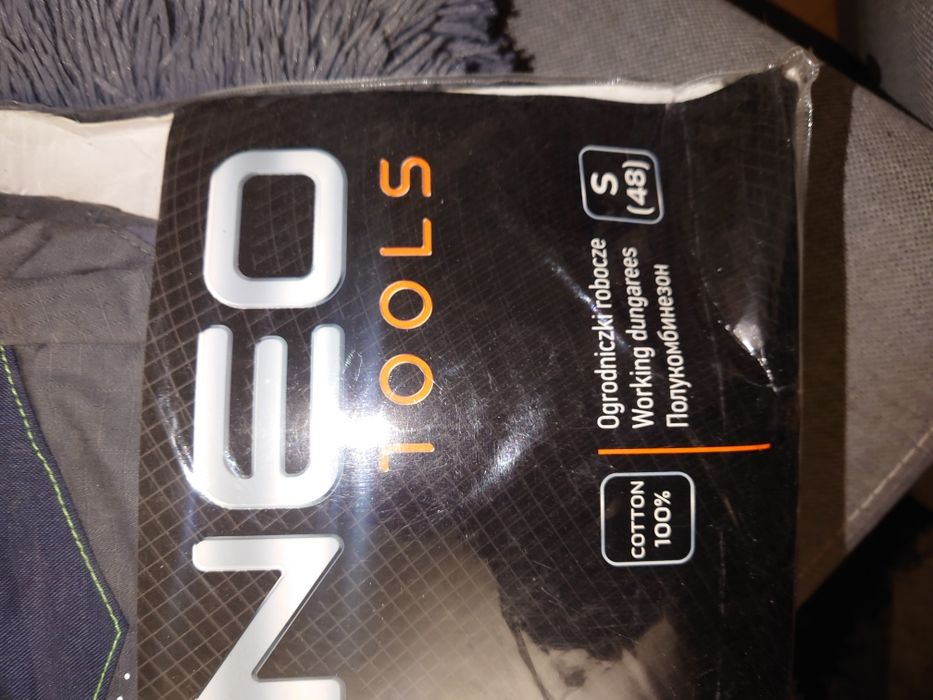 NEO
TOOLS
S
(48)
Ogrodniczki robocze
Working dungarees
Полукомбинезон
COTTON
100%